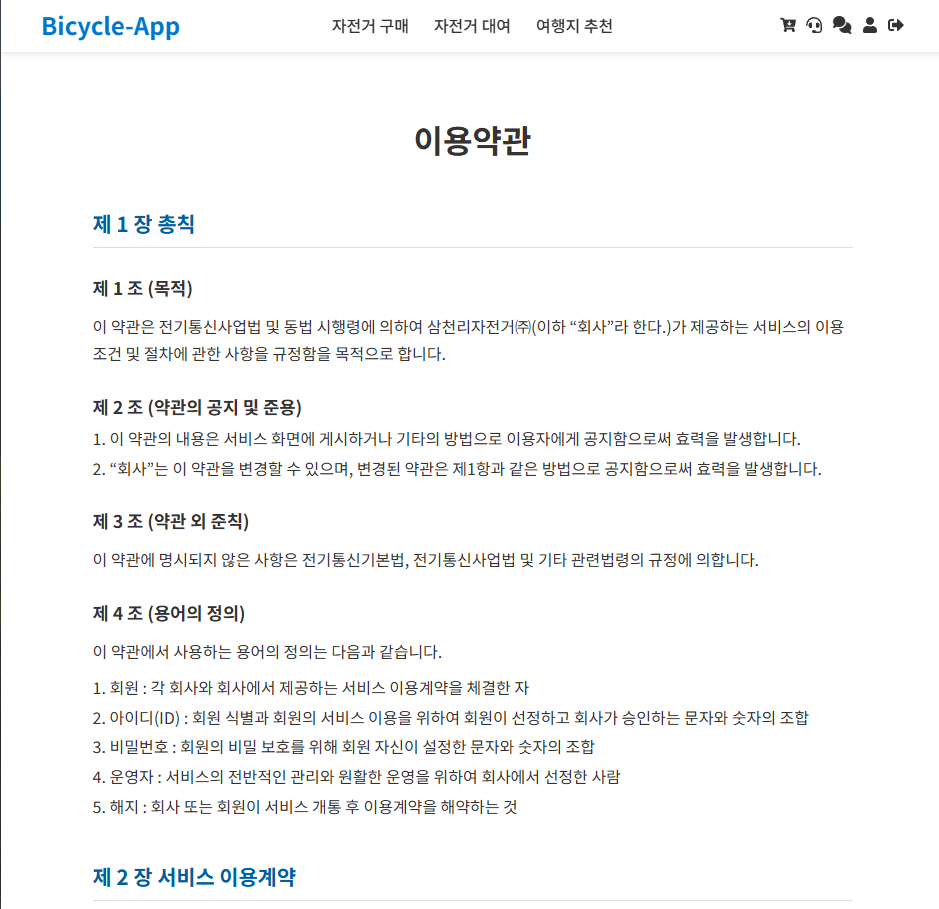 Bicycle-App
자전거 구매 자전거 대여 여행지 추천
이용약관
제 1 장 총칙
제 1 조 (목적)
이 약관은 전기통신사업법 및 동법 시행령에 의하여 삼천리자전거㈜(이하 “회사”라 한다.)가 제공하는 서비스의 이용
조건 및 절차에 관한 사항을 규정함을 목적으로 합니다.
제 2 조 (약관의 공지 및 준용)
1. 이 약관의 내용은 서비스 화면에 게시하거나 기타의 방법으로 이용자에게 공지함으로써 효력을 발생합니다.
2. “회사”는 이 약관을 변경할 수 있으며, 변경된 약관은 제1항과 같은 방법으로 공지함으로써 효력을 발생합니다.
제 3 조 (약관 외 준칙)
이 약관에 명시되지 않은 사항은 전기통신기본법, 전기통신사업법 및 기타 관련법령의 규정에 의합니다.
제 4 조 (용어의 정의)
이 약관에서 사용하는 용어의 정의는 다음과 같습니다.
1. 회원 : 각 회사와 회사에서 제공하는 서비스 이용계약을 체결한 자
2. 아이디(ID) : 회원 식별과 회원의 서비스 이용을 위하여 회원이 선정하고 회사가 승인하는 문자와 숫자의 조합
3. 비밀번호 : 회원의 비밀 보호를 위해 회원 자신이 설정한 문자와 숫자의 조합
4. 운영자 : 서비스의 전반적인 관리와 원활한 운영을 위하여 회사에서 선정한 사람
5. 해지 : 회사 또는 회원이 서비스 개통 후 이용계약을 해약하는 것
제 2 장 서비스 이용계약